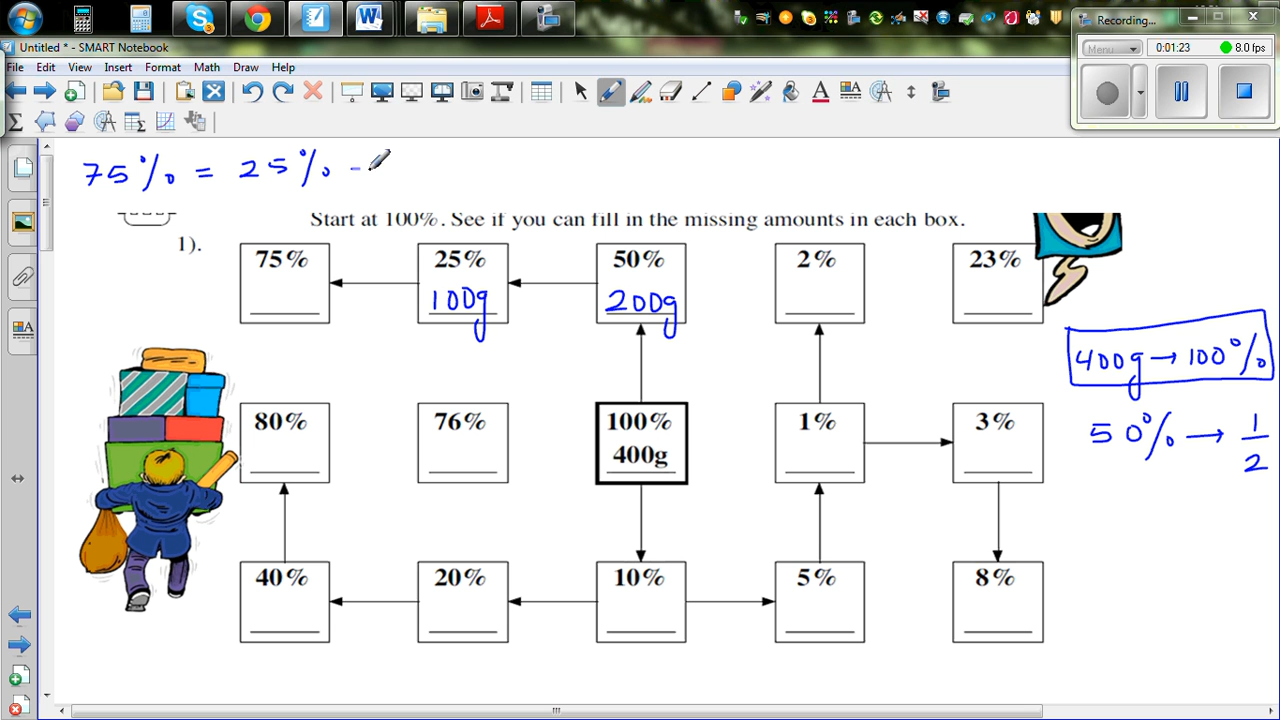 Untitled * - SMART Notebook
File Edit View Insert Format Math Draw Help
Recording...
Menu
0:01:23
8.0 fps
75% = 25% -
Start at 100%. See if you can fill in the missing amounts in each box.
1).
75%
25%
100g
50%
200g
2%
23%
400g → 100%
50% → 1/2
80%
76%
100%
400g
1%
3%
40%
20%
10%
5%
8%